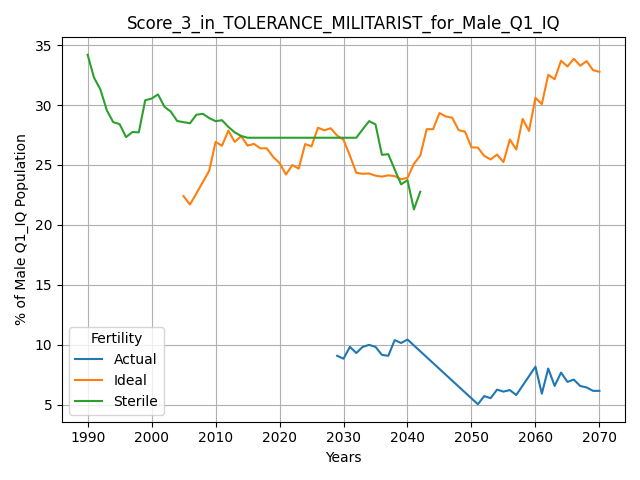 Score_3_in_TOLERANCE_MILITARIST_for_Male_Q1_IQ
35
30
25
20
15
10
5
% of Male Q1_IQ Population
Fertility
Actual
Ideal
Sterile
1990 2000 2010 2020 2030 2040 2050 2060 2070
Years